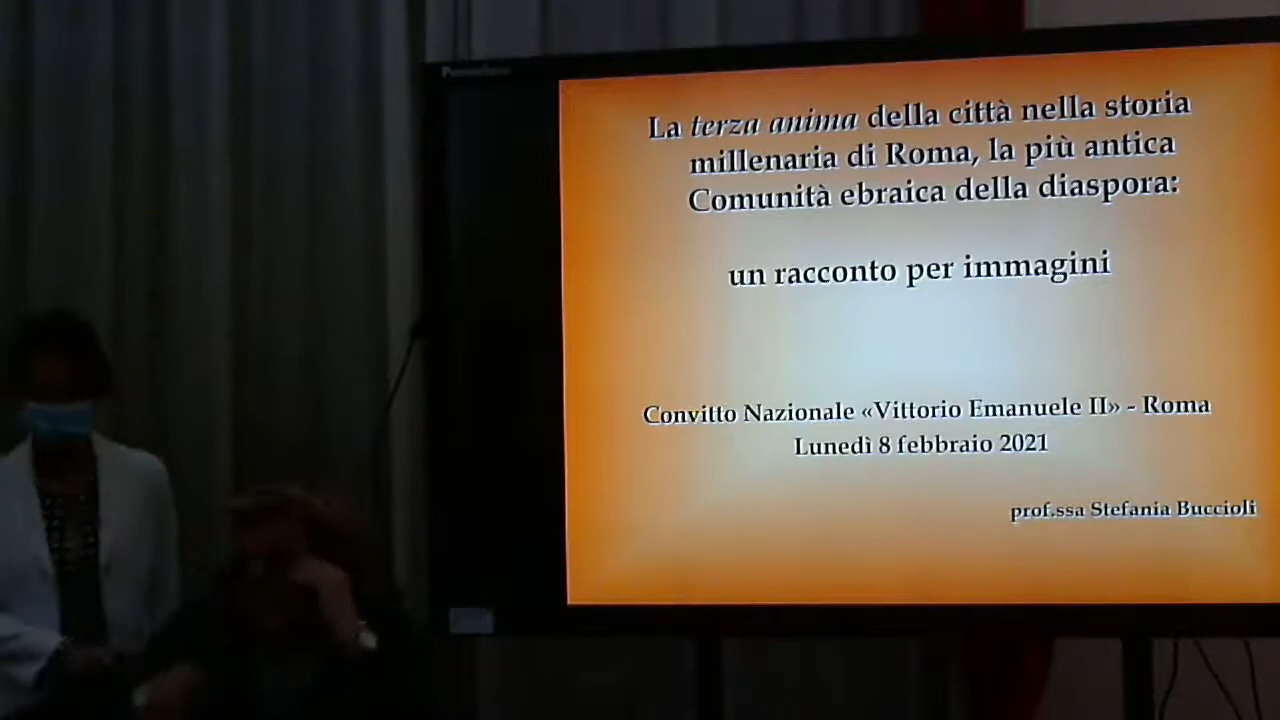 La terza anima della città nella storia
millenaria di Roma, la più antica
Comunità ebraica della diaspora:
un racconto per immagini
Convitto Nazionale «Vittorio Emanuele II» - Roma
Lunedì 8 febbraio 2021
prof.ssa Stefania Buccioli